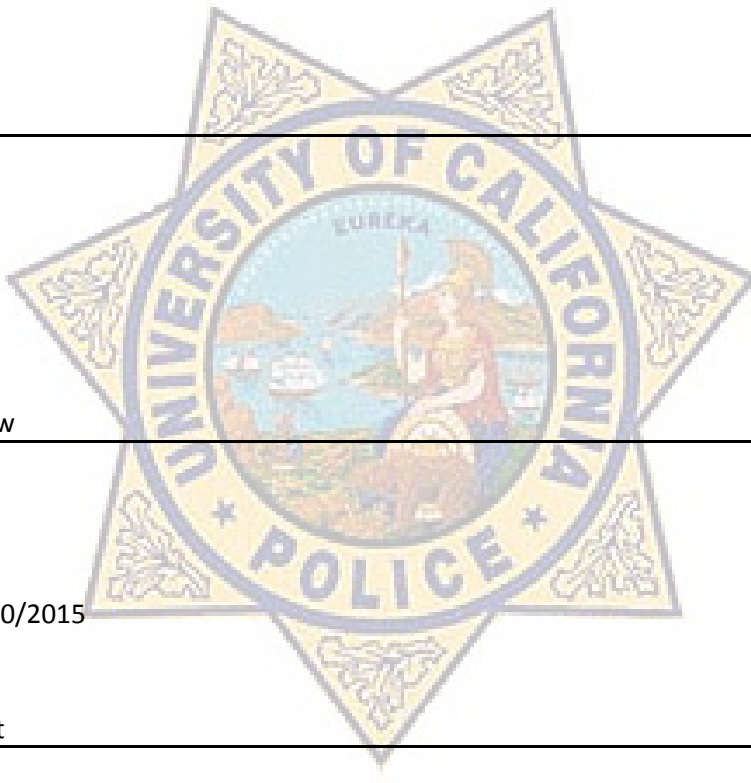 UNIVERSITY OF CALIFORNIA
EUREKA
w
POLICE
0/2015
t